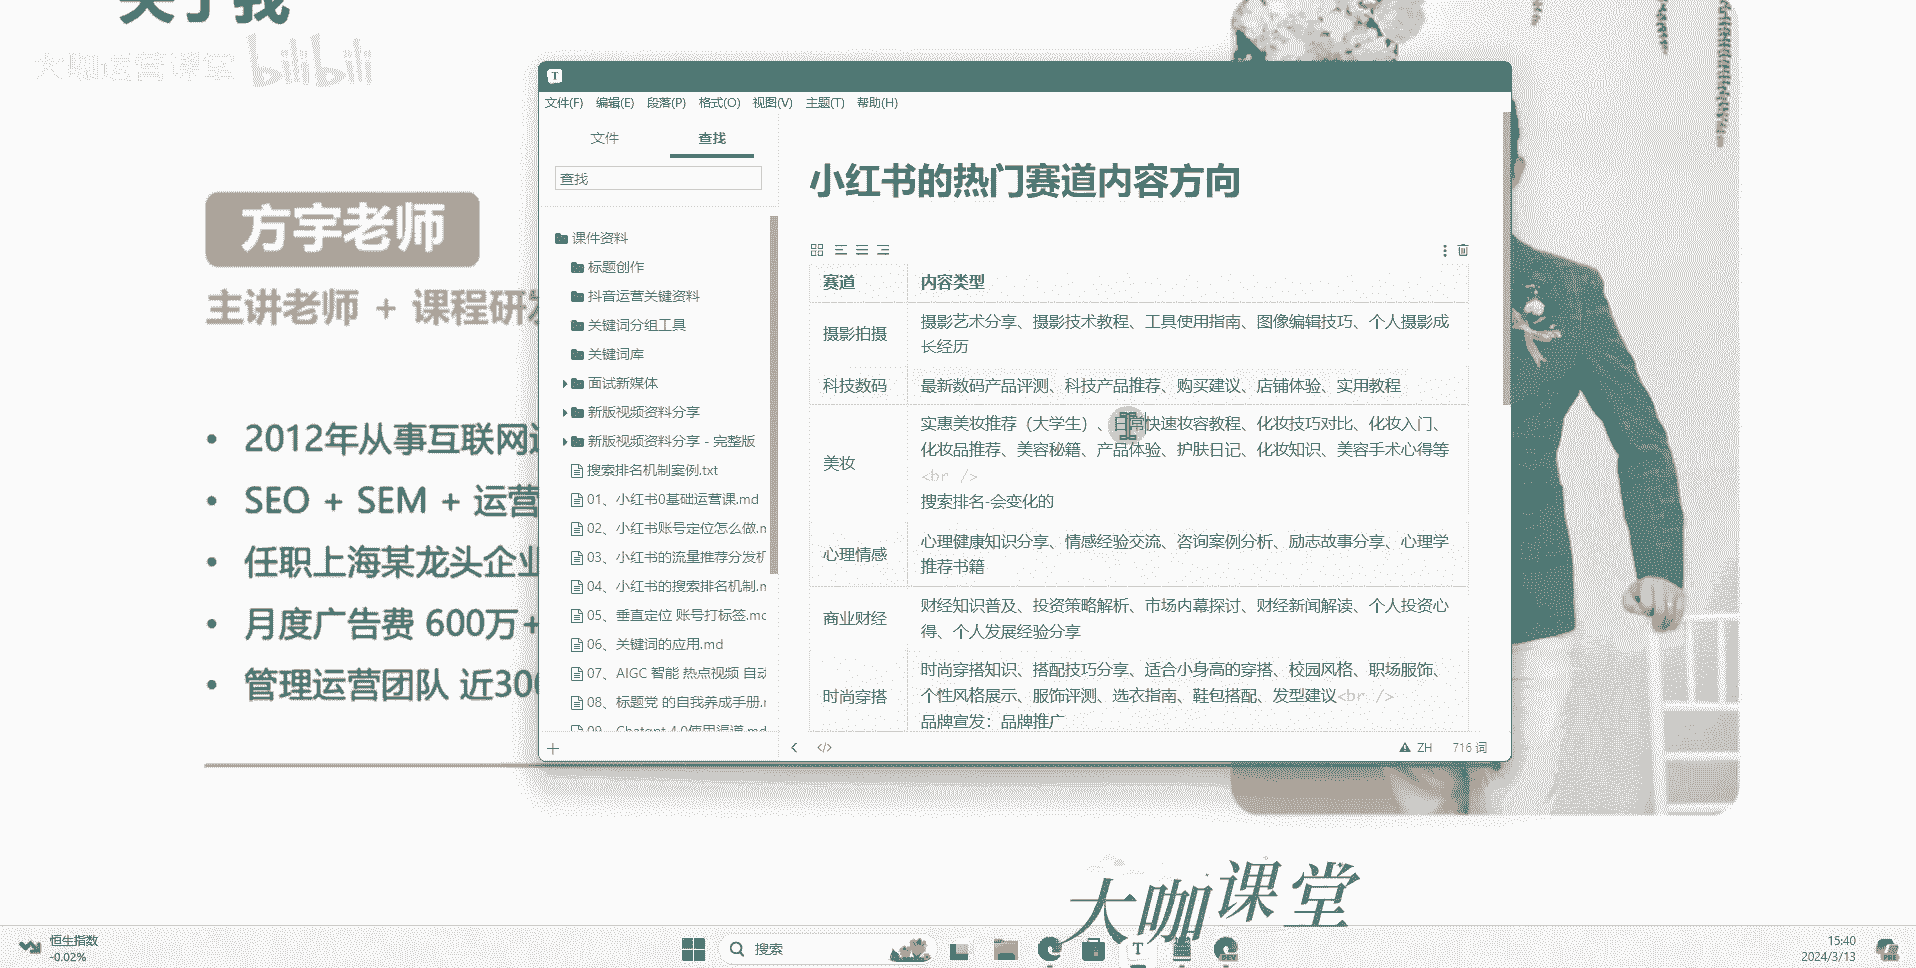 关于我
大咖运营课堂 bilibili
方宇老师
主讲老师 + 课程研发
2012年从事互联网
SEO + SEM + 运营
任职上海某龙头企业
月度广告费 600万+
管理运营团队 近300
文件(F) 编辑(E) 段落(P) 格式(O) 视图(V) 主题(T) 帮助(H)
文件 查找
查找
课件资料
标题创作
抖音运营关键资料
关键词分组工具
关键词库
面试新媒体
新版视频资料分享
新版视频资料分享 - 完整版
搜索排名机制案例.txt
01、小红书0基础运营课.md
02、小红书账号定位怎么做.m
03、小红书的流量推荐分发机
04、小红书的搜索排名机制.m
05、垂直定位 账号打标签.mc
06、关键词的应用.md
07、AIGC 智能 热点视频 自动
08、标题党 的自我养成手册.r
09、Chatgpt 4.0使用渠道.md
小红书的热门赛道内容方向
赛道 内容类型
摄影拍摄
摄影艺术分享、摄影技术教程、工具使用指南、图像编辑技巧、个人摄影成
长经历
科技数码
最新数码产品评测、科技产品推荐、购买建议、店铺体验、实用教程
美妆
实惠美妆推荐（大学生）、日常快速妆容教程、化妆技巧对比、化妆入门、
化妆品推荐、美容秘籍、产品体验、护肤日记、化妆知识、美容手术心得等
<br />
搜索排名-会变化的
心理情感
心理健康知识分享、情感经验交流、咨询案例分析、励志故事分享、心理学
推荐书籍
商业财经
财经知识普及、投资策略解析、市场内幕探讨、财经新闻解读、个人投资心
得、个人发展经验分享
时尚穿搭
时尚穿搭知识、搭配技巧分享、适合小身高的穿搭、校园风格、职场服饰、
个性风格展示、服饰评测、选衣指南、鞋包搭配、发型建议<br />
品牌宣发：品牌推广
ZH 716 词
大咖课堂
恒生指数
-0.02%
搜索
15:40
2024/3/13